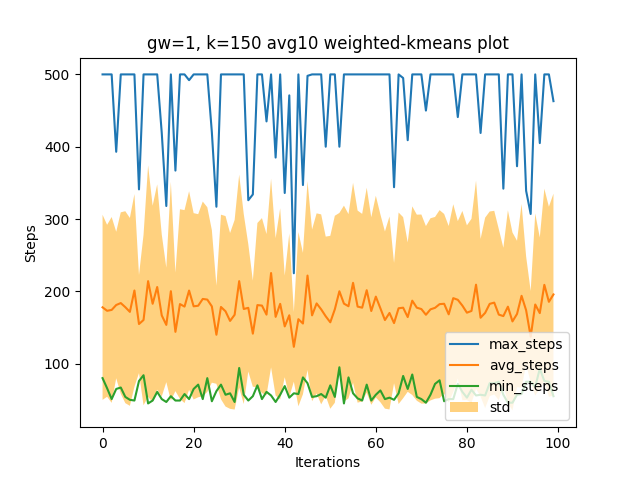 gw=1, k=150 avg10 weighted-kmeans plot
500
400
300
200
100
Steps
max_steps
avg_steps
min_steps
std
0 20 40 60 80 100
Iterations